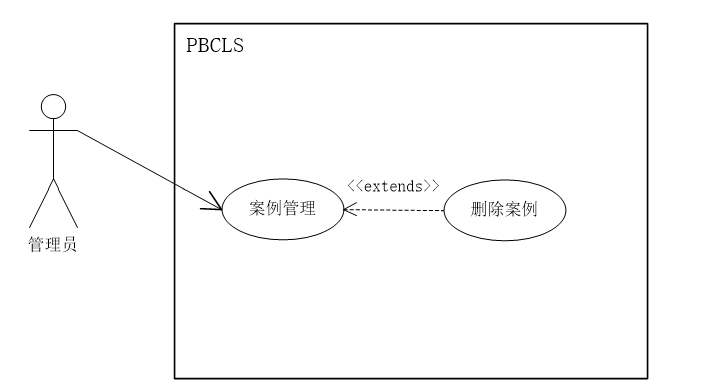 PBCLS
<<extends>>
案例管理
删除案例
管理员